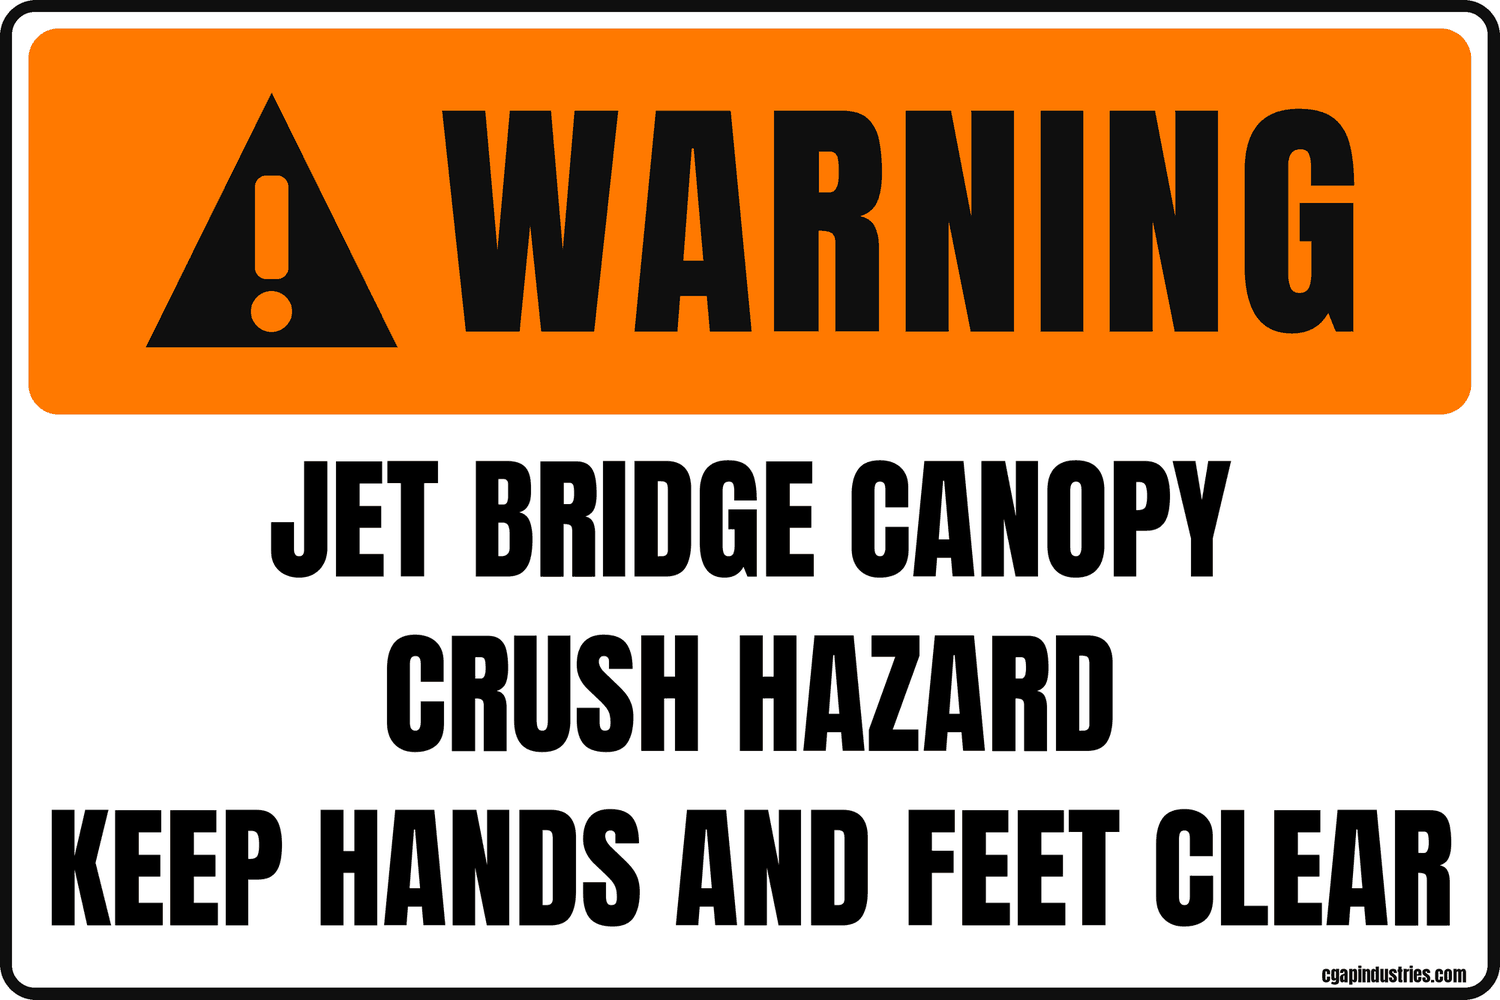 WARNING
JET BRIDGE CANOPY
CRUSH HAZARD
KEEP HANDS AND FEET CLEAR
cgapindustries.com